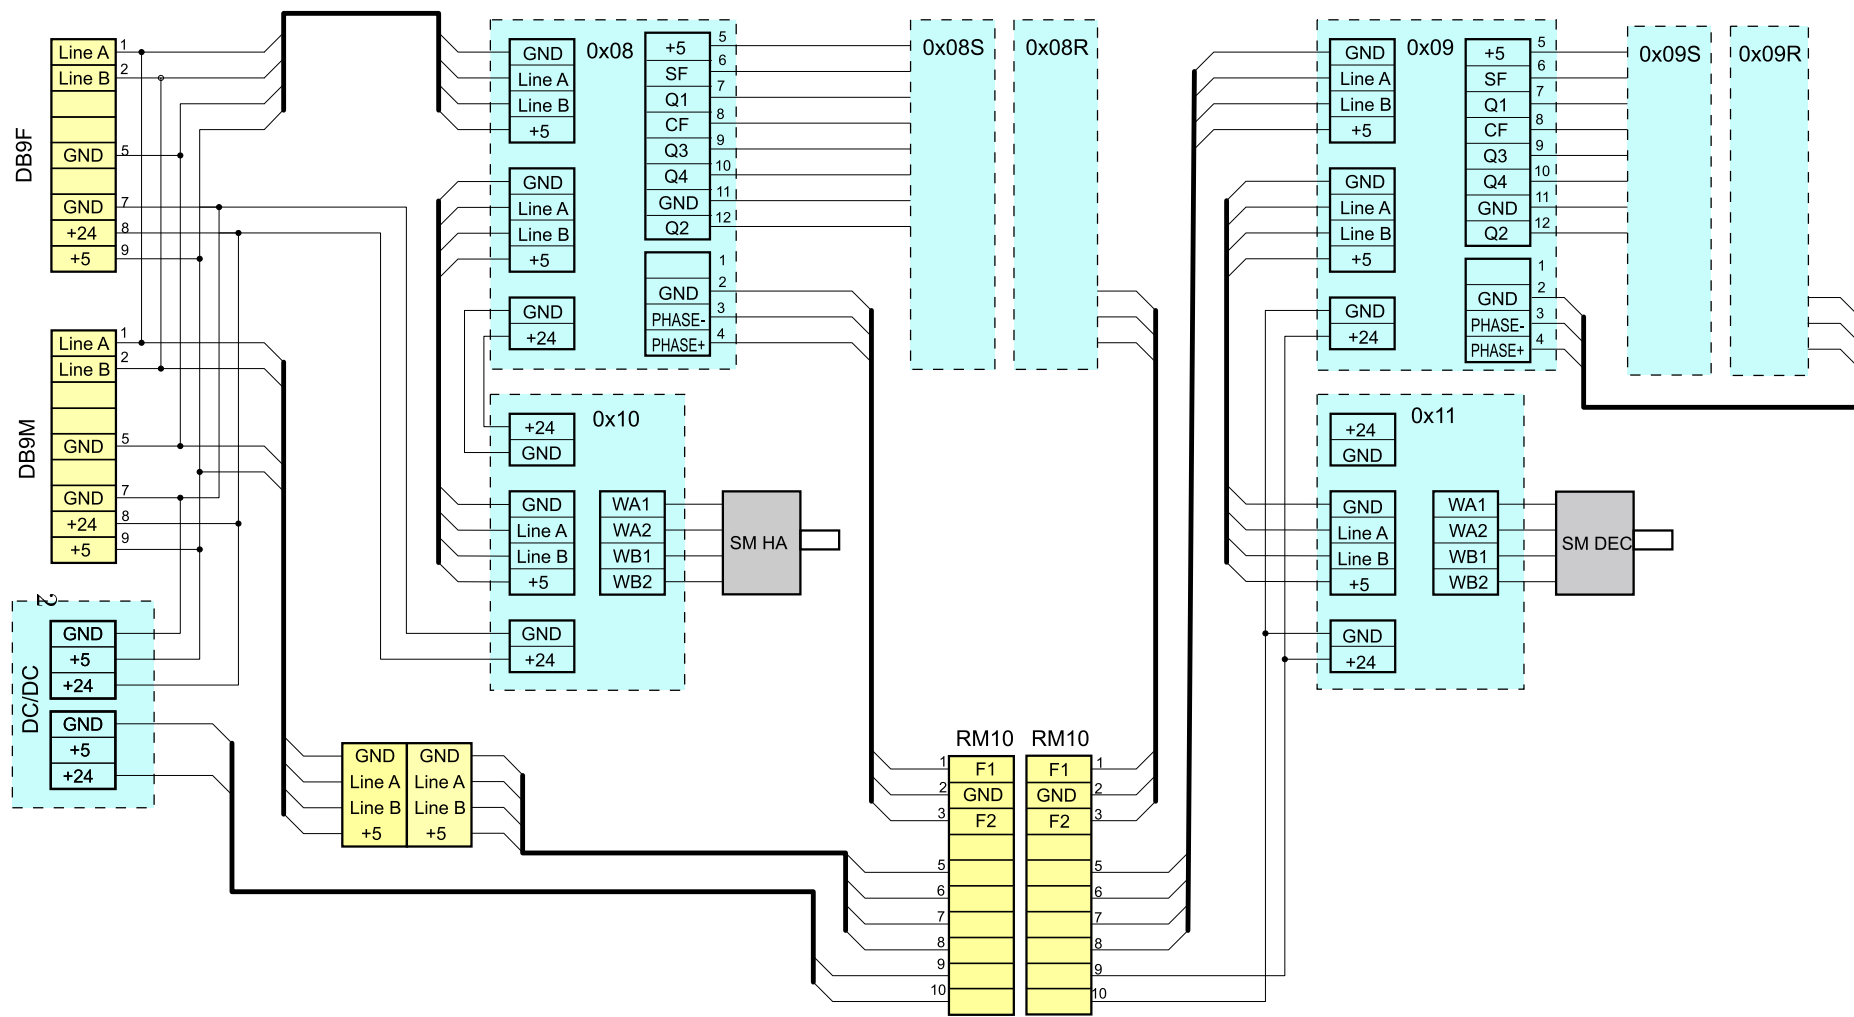 DB9F
Line A 1
Line B 2
GND 5
GND 7
+24 8
+5 9
DB9M
Line A 1
Line B 2
GND 5
GND 7
+24 8
+5 9
2
DC/DC
GND
+5
+24
GND
+5
+24
GND GND
Line A Line A
Line B Line B
+5 +5
0x08
GND
Line A
Line B
+5
GND
Line A
Line B
+5
GND
+24
+5 5
SF 6
Q1 7
CF 8
Q3 9
Q4 10
GND 11
Q2 12
1
GND 2
PHASE- 3
PHASE+ 4
0x08S
0x08R
0x10
+24
GND
GND
Line A
Line B
+5
GND
+24
WA1
WA2
WB1
WB2
SM HA
RM10 RM10
1 F1 F1 1
2 GND GND 2
3 F2 F2 3
5 5
6 6
7 7
8 8
9 9
10 10
0x09
GND
Line A
Line B
+5
GND
Line A
Line B
+5
GND
+24
+5 5
SF 6
Q1 7
CF 8
Q3 9
Q4 10
GND 11
Q2 12
1
GND 2
PHASE- 3
PHASE+ 4
0x09S
0x09R
0x11
+24
GND
GND
Line A
Line B
+5
GND
+24
WA1
WA2
WB1
WB2
SM DEC